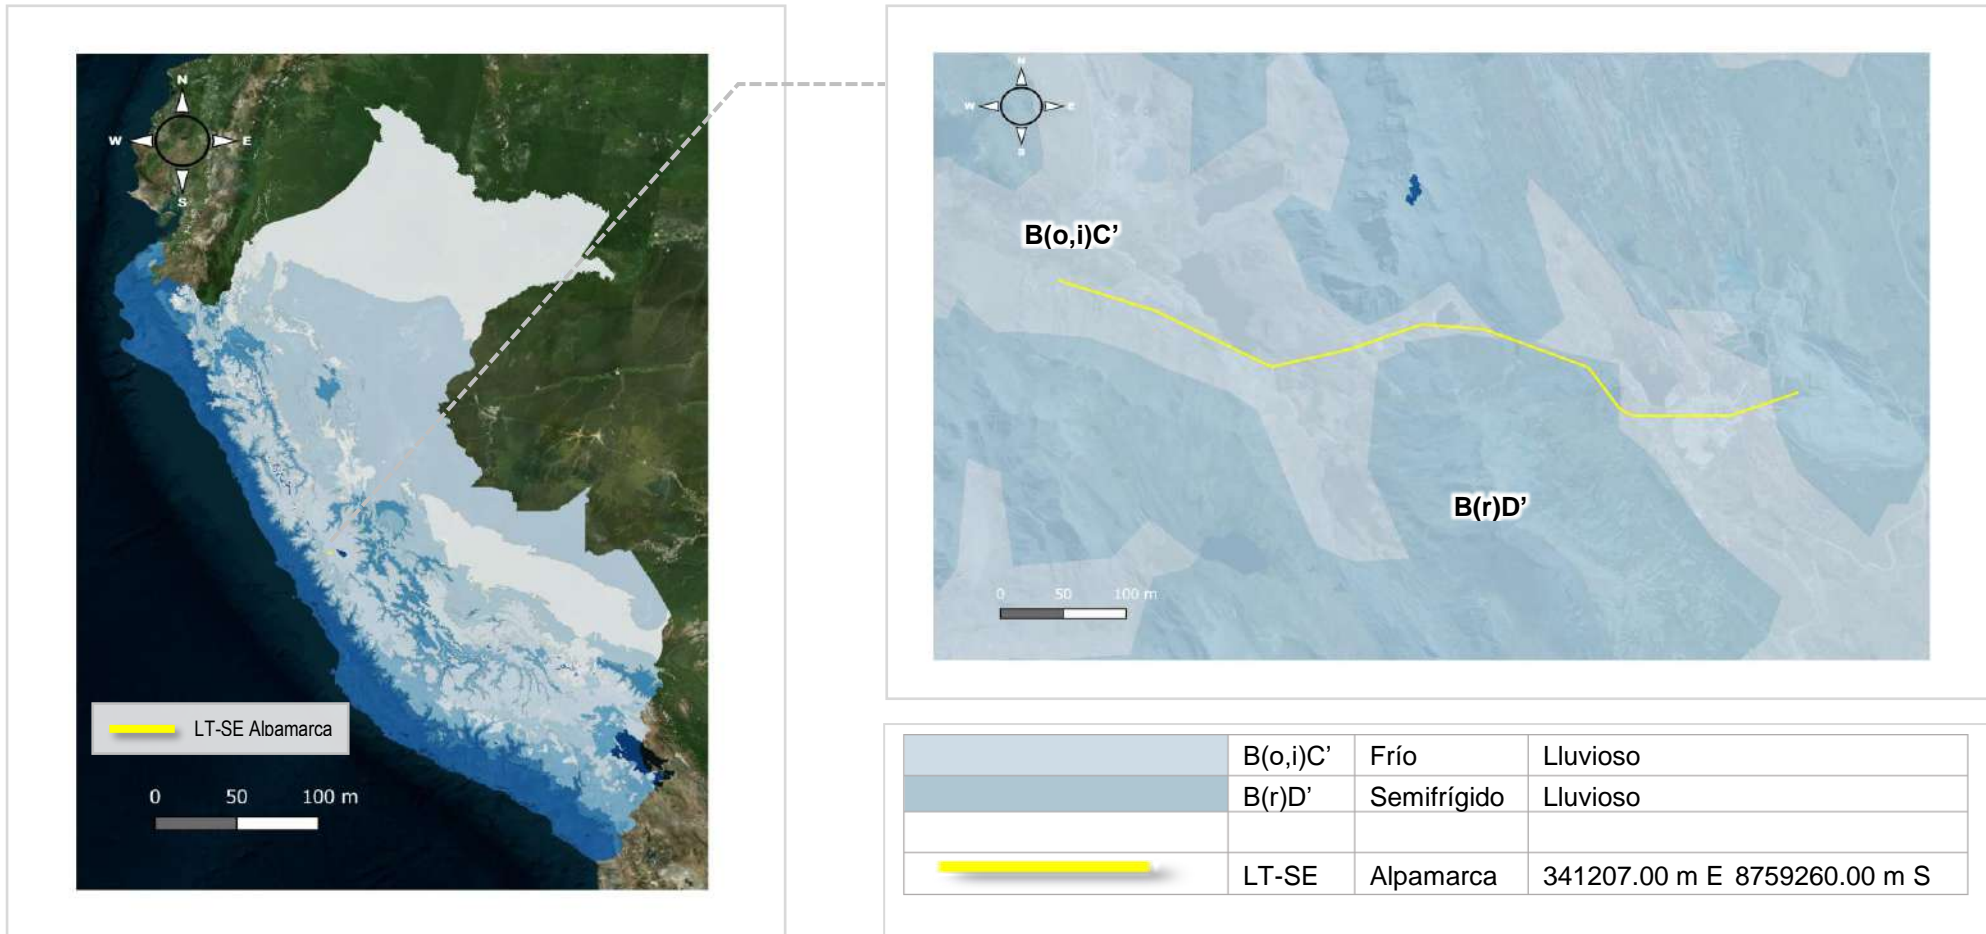 N
W E
S
LT-SE Alpamarca
0 50 100 m
N
W E
S
B(o,i)C’
B(r)D’
0 50 100 m
B(o,i)C’ Frío Lluvioso
B(r)D’ Semifrígido Lluvioso
LT-SE Alpamarca 341207.00 m E 8759260.00 m S